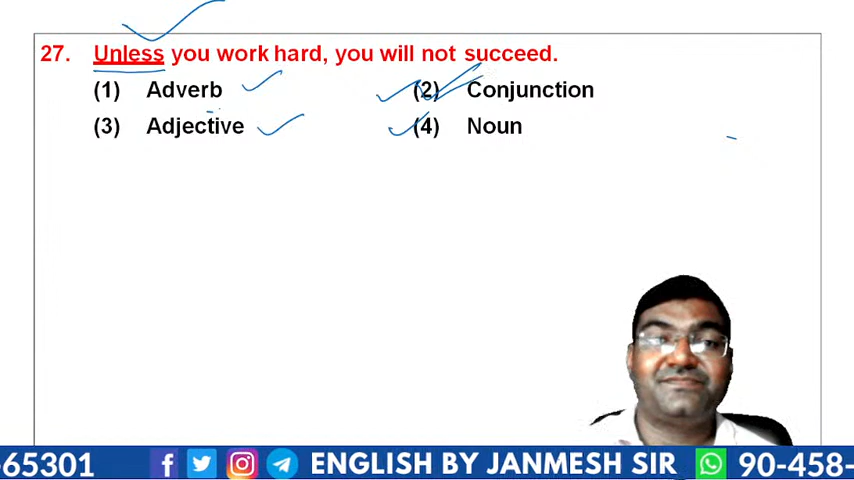 27. Unless you work hard, you will not succeed.
(1) Adverb (2) Conjunction
(3) Adjective (4) Noun
-65301 f ENGLISH BY JANMESH SIR 90-458-